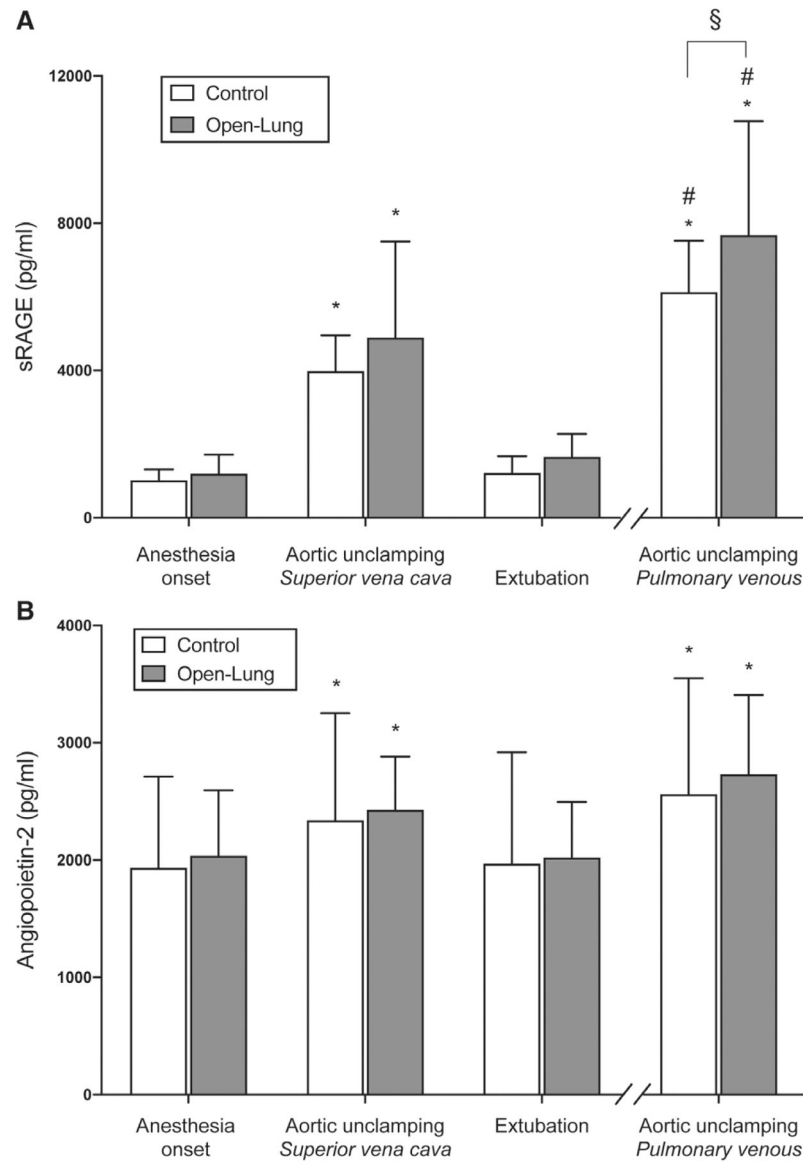 A
§
12000
Control
Open-Lung
#
*
#
*
*
*
8000
sRAGE (pg/ml)
4000
0
Anesthesia onset
Aortic unclamping
Superior vena cava
Extubation
Aortic unclamping
Pulmonary venous
B
4000
Control
Open-Lung
*
*
*
*
3000
Angiopoietin-2 (pg/ml)
2000
1000
0
Anesthesia
onset
Aortic unclamping
Superior vena cava
Extubation
Aortic unclamping
Pulmonary venous